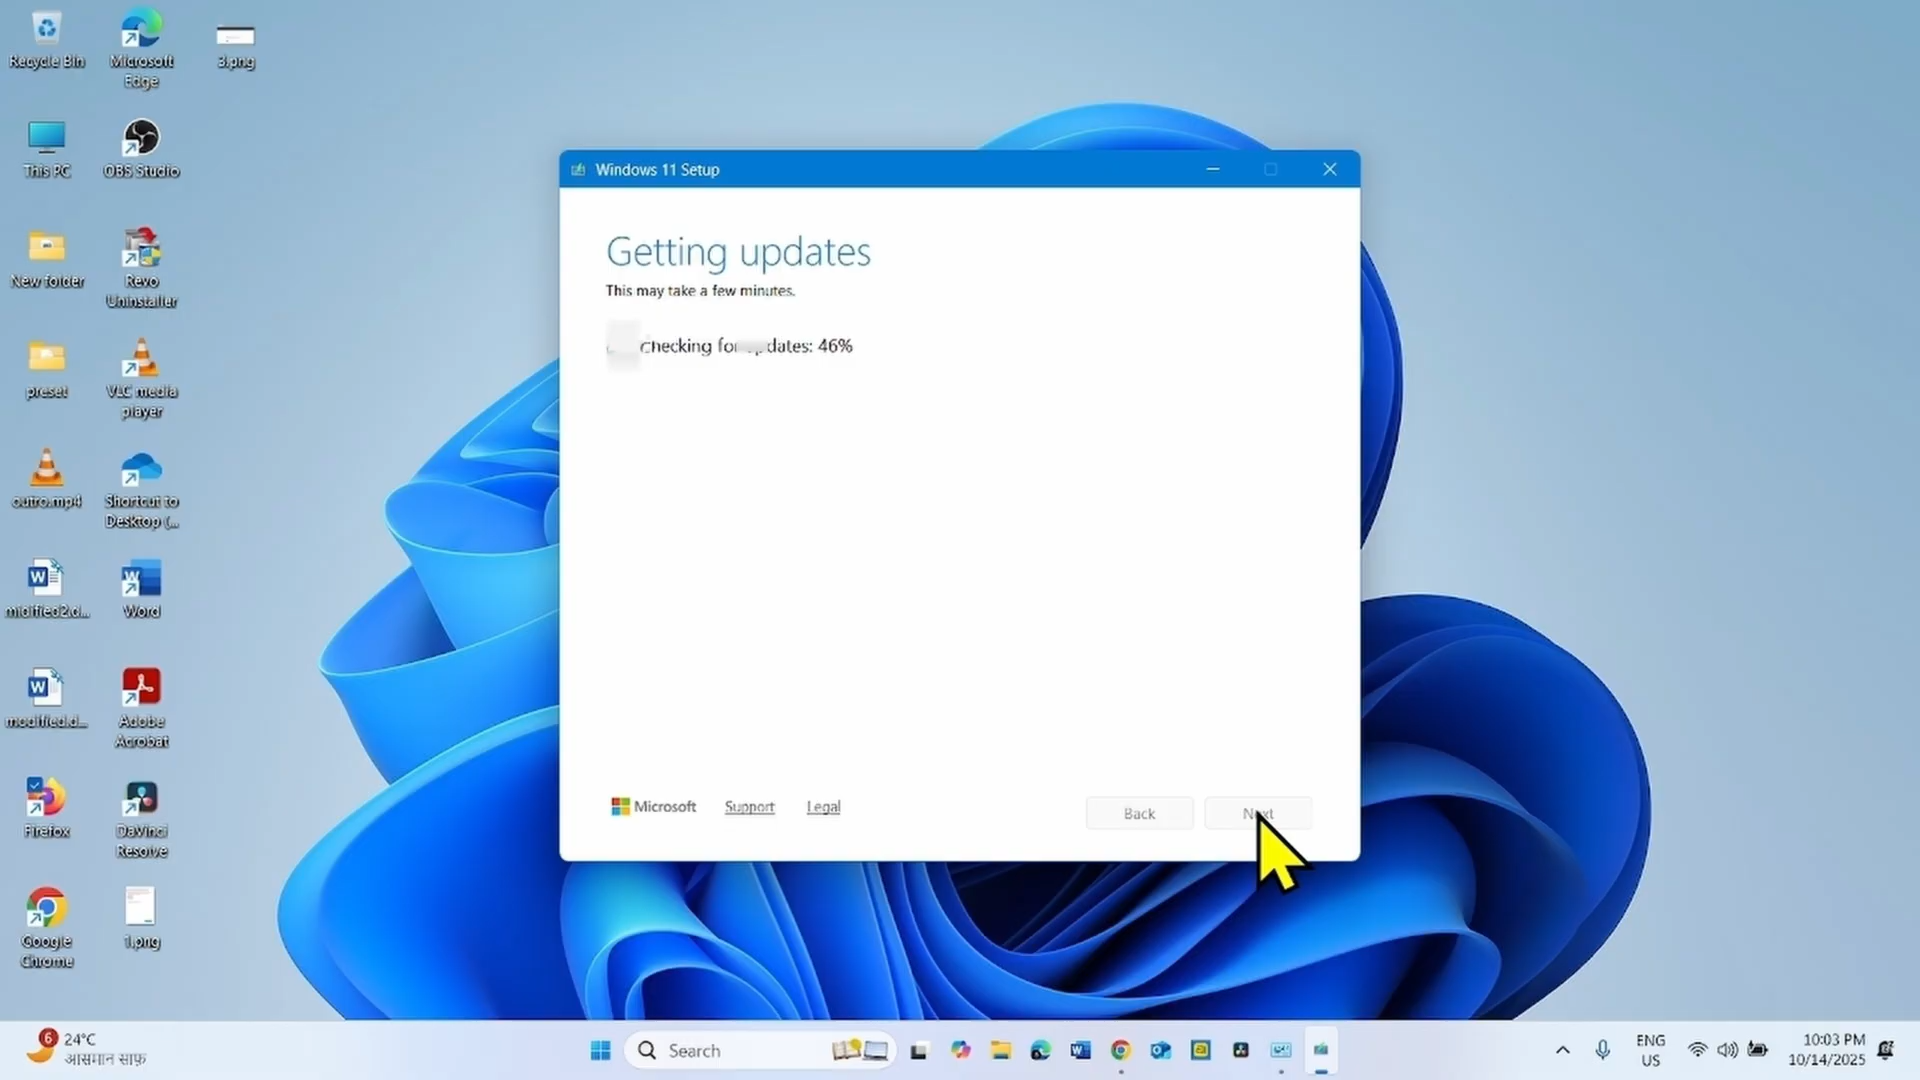 Recycle Bin
Microsoft
Edge
3.png
This PC
OBS Studio
New folder
Revo
Uninstaller
preset
VLC media
player
outro.mp4
Shortcut to
Desktop (...
Word
modified.d...
Adobe
Acrobat
Firefox
DaVinci
Resolve
Google
Chrome
1.png
Windows 11 Setup
Getting updates
This may take a few minutes.
Checking for updates: 46%
Microsoft
Support
Legal
Back
Next
6
24°C
आसमान साफ़
Search
ENG
US
10:03 PM
10/14/2025